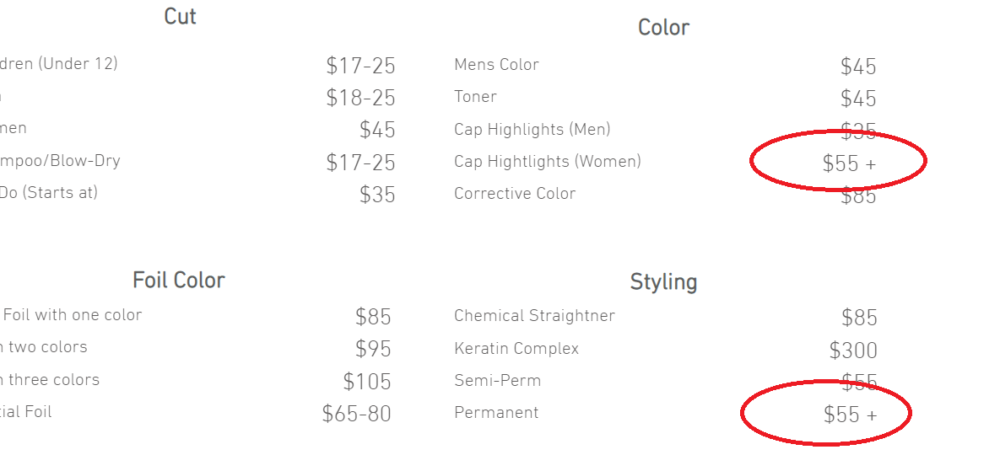 Cut
dren (Under 12) $17-25
$18-25
men $45
mpoo/Blow-Dry $17-25
Do (Starts at) $35
Color
Mens Color $45
Toner $45
Cap Highlights (Men) $35
Cap Hightlights (Women) $55 +
Corrective Color $85
Foil Color
Foil with one color $85
n two colors $95
n three colors $105
tial Foil $65-80
Styling
Chemical Straightner $85
Keratin Complex $300
Semi-Perm $55
Permanent $55 +